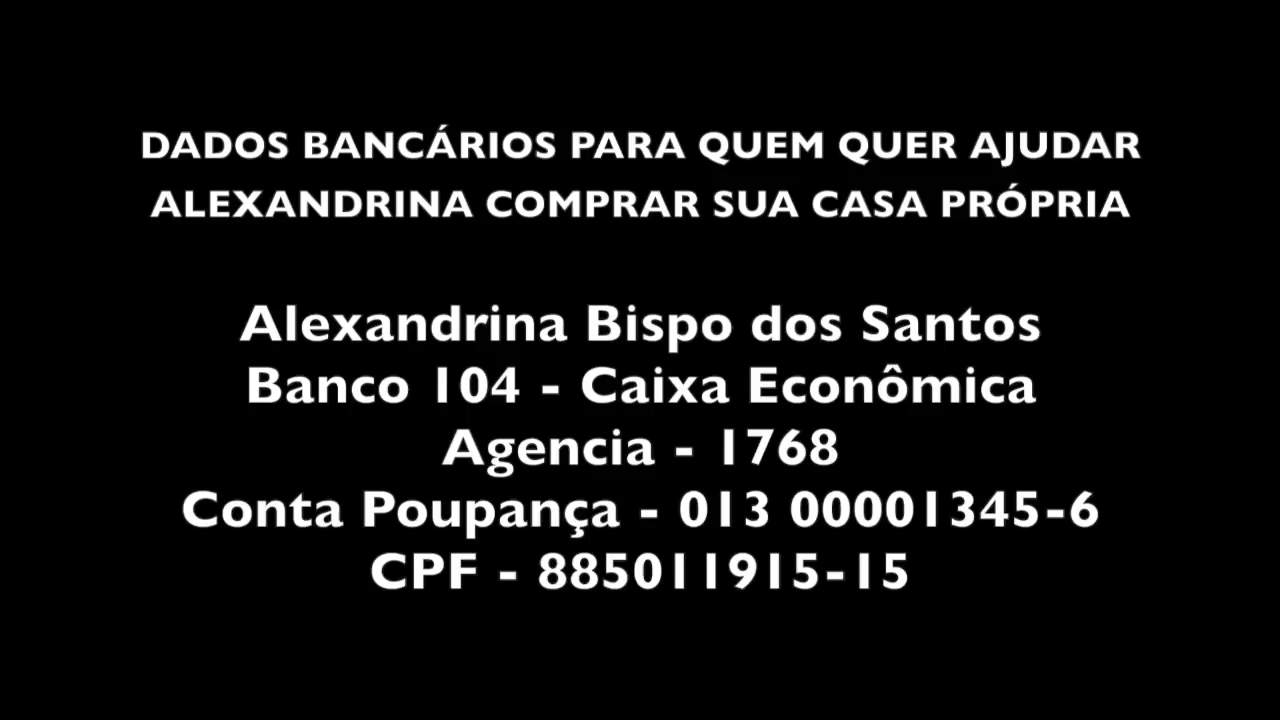 DADOS BANCÁRIOS PARA QUEM QUER AJUDAR
ALEXANDRINA COMPRAR SUA CASA PRÓPRIA
Alexandrina Bispo dos Santos
Banco 104 - Caixa Econômica
Agencia - 1768
Conta Poupança - 013 00001345-6
CPF - 885011915-15